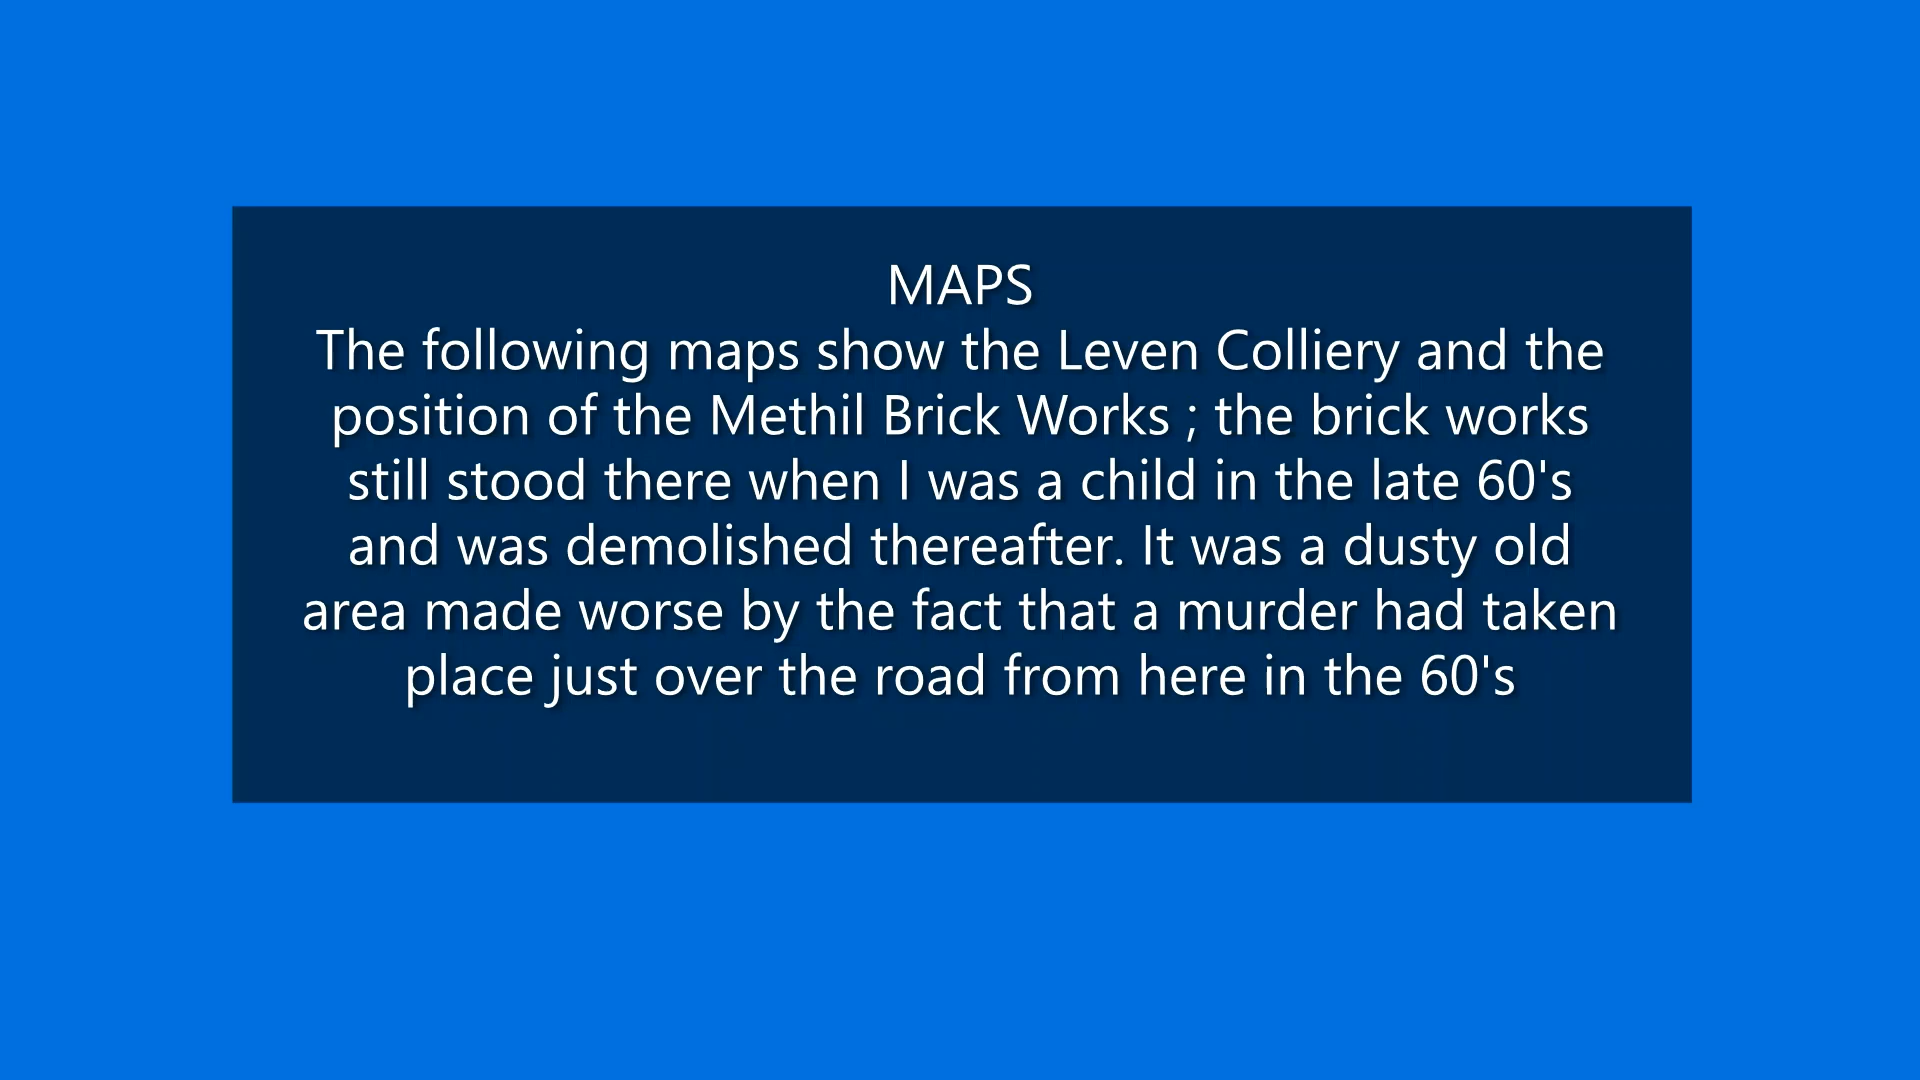 MAPS
The following maps show the Leven Colliery and the
position of the Methil Brick Works ; the brick works
still stood there when I was a child in the late 60's
and was demolished thereafter. It was a dusty old
area made worse by the fact that a murder had taken
place just over the road from here in the 60's